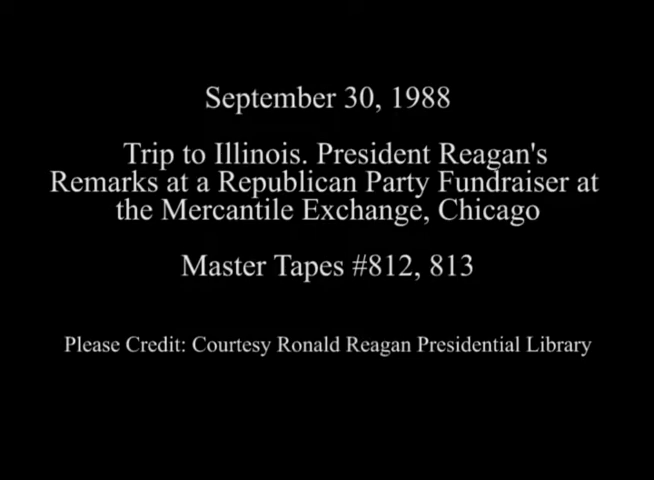 September 30, 1988
Trip to Illinois. President Reagan's
Remarks at a Republican Party Fundraiser at
the Mercantile Exchange, Chicago
Master Tapes #812, 813
Please Credit: Courtesy Ronald Reagan Presidential Library